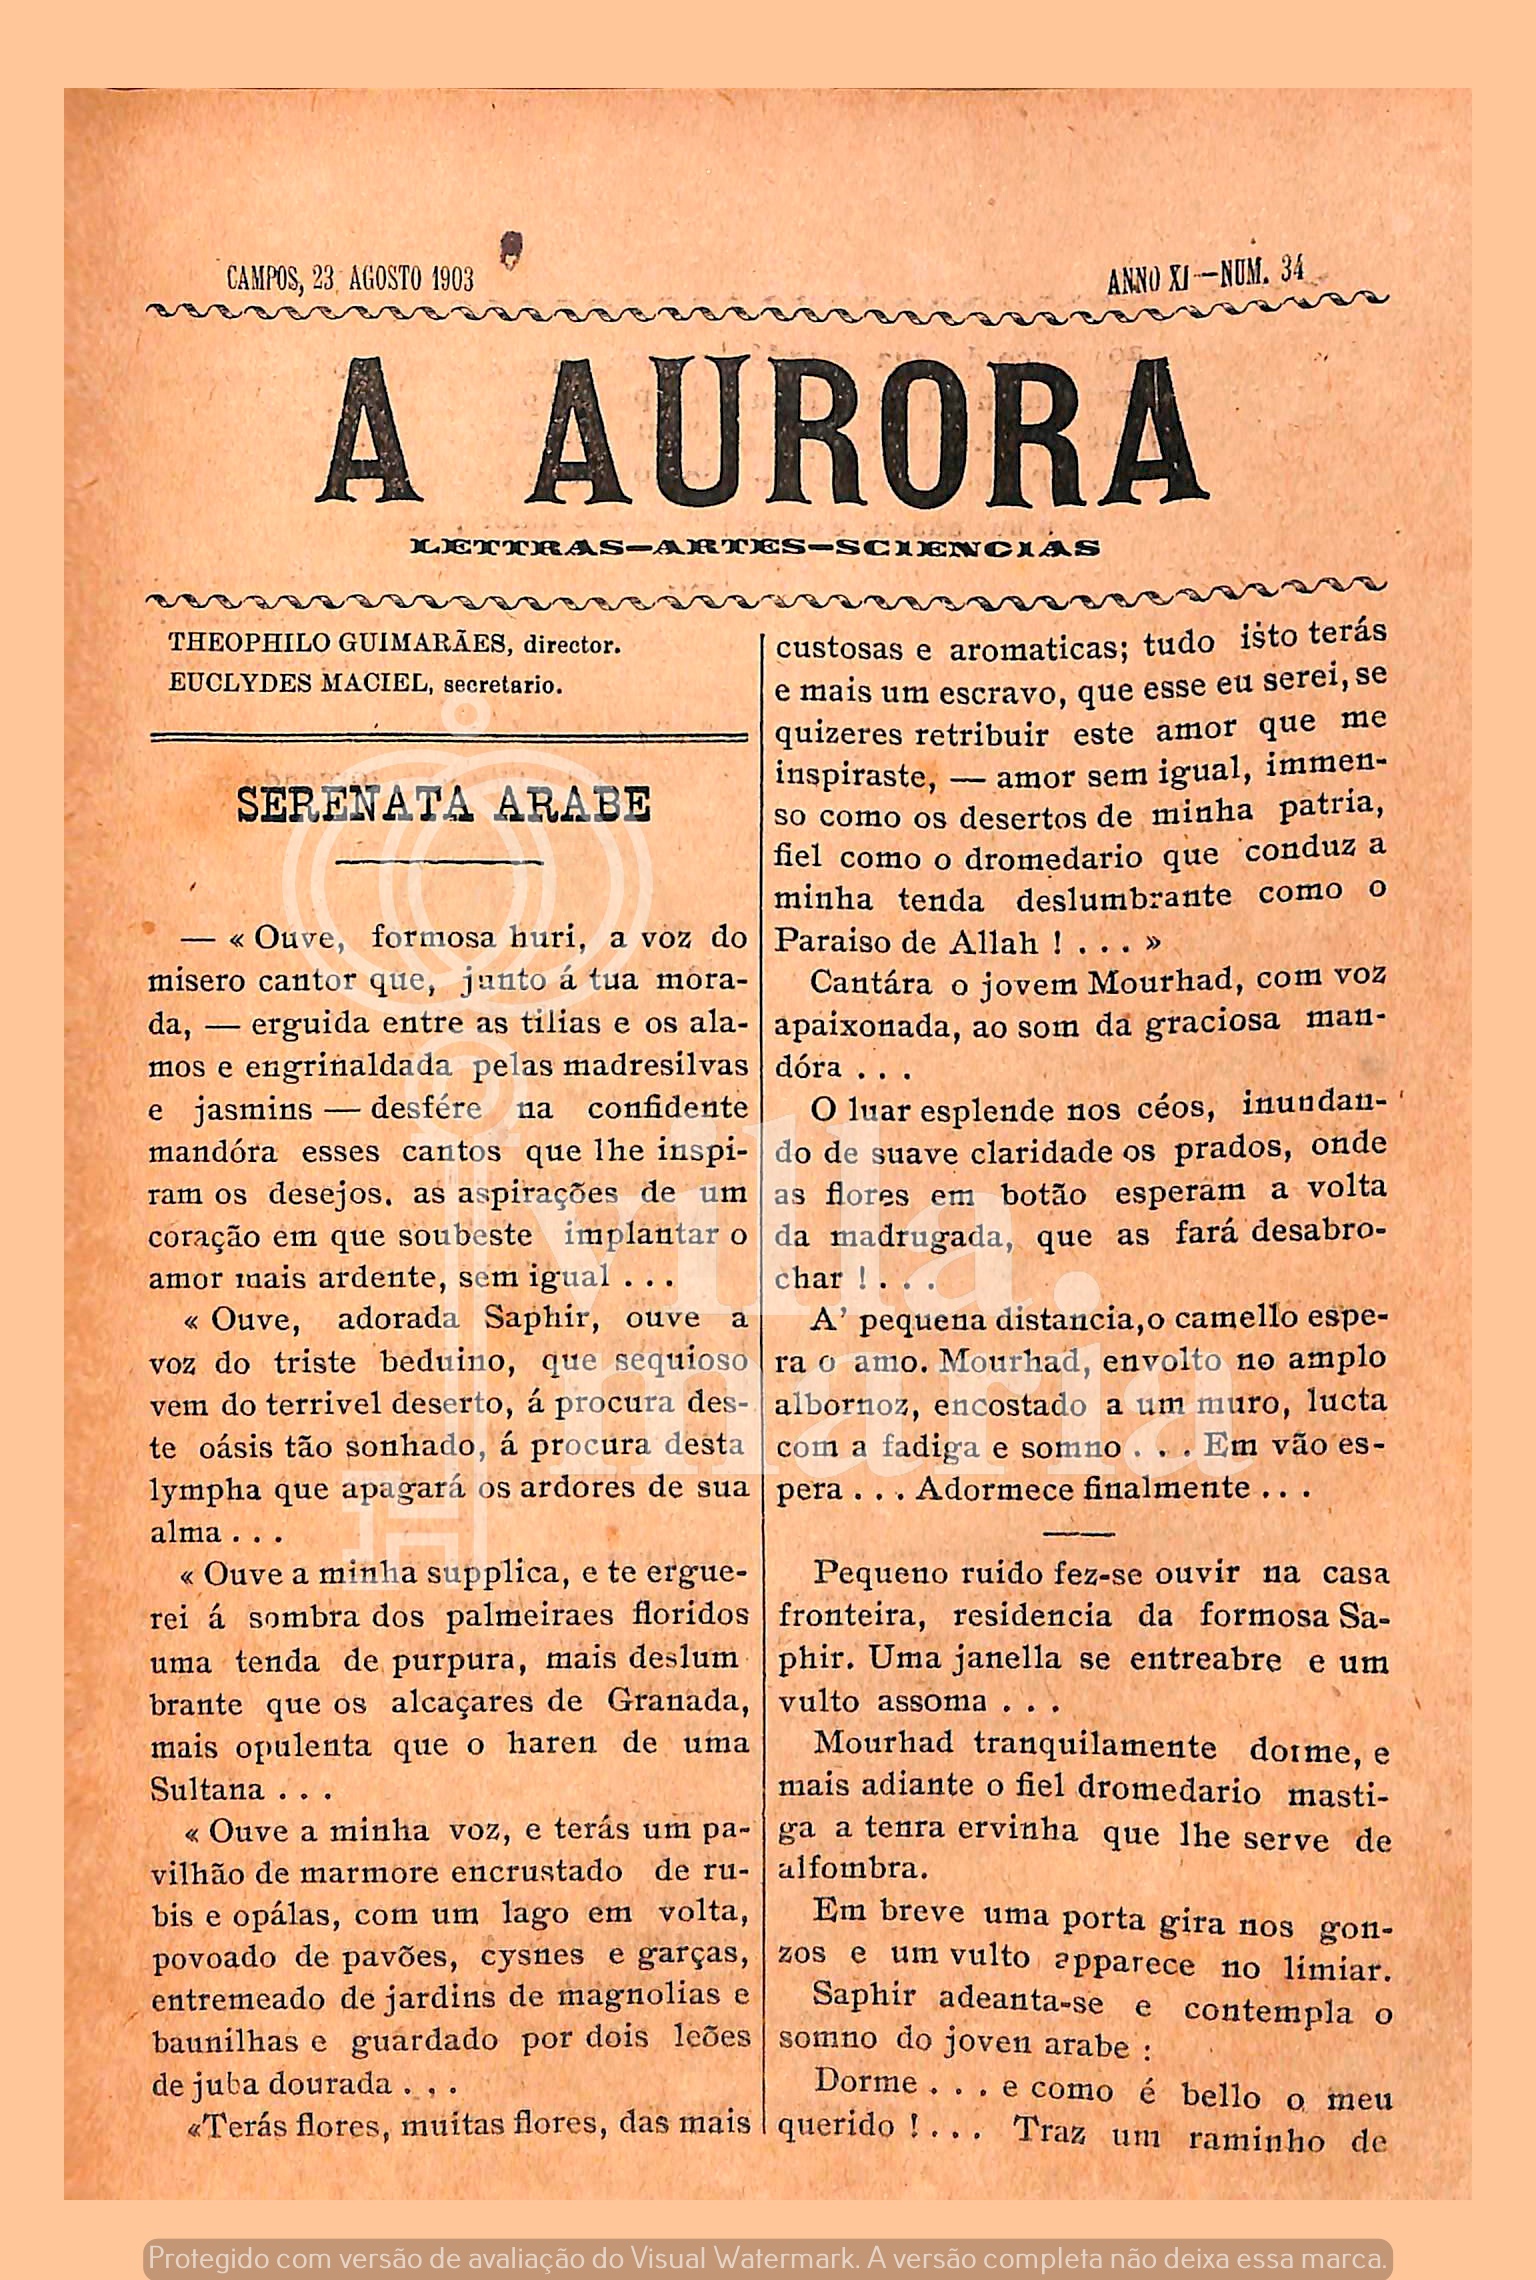 CAMPOS, 23 AGOSTO 1903
ANNO XI—NUM. 34
A AURORA
LETTRAS—ARTES—SCIENCIAS
THEOPHILO GUIMARÃES, director.
EUCLYDES MACIEL, secretario.
SERENATA ARABE
— « Ouve, formosa huri, a voz do
misero cantor que, junto á tua mora-
da, — erguida entre as tilias e os ala-
mos e engrinaldada pelas madresilvas
e jasmins — desfére na confidente
mandóra esses cantos que lhe inspi-
ram os desejos. as aspirações de um
coração em que soubeste implantar o
amor mais ardente, sem igual . . .
« Ouve, adorada Saphir, ouve a
voz do triste beduino, que sequioso
vem do terrivel deserto, á procura des-
te oásis tão sonhado, á procura desta
lympha que apagará os ardores de sua
alma . . .
« Ouve a minha supplica, e te ergue-
rei á sombra dos palmeiraes floridos
uma tenda de purpura, mais deslum
brante que os alcaçares de Granada,
mais opulenta que o haren de uma
Sultana . . .
« Ouve a minha voz, e terás um pa-
vilhão de marmore encrustado de ru-
bis e opálas, com um lago em volta,
povoado de pavões, cysnes e garças,
entremeado de jardins de magnolias e
baunilhas e guardado por dois leões
de juba dourada . . .
«Terás flores, muitas flores, das mais
custosas e aromaticas; tudo isto terás
e mais um escravo, que esse eu serei, se
quizeres retribuir este amor que me
inspiraste, — amor sem igual, immen-
so como os desertos de minha patria,
fiel como o dromedario que conduz a
minha tenda deslumbrante como o
Paraiso de Allah ! . . . »
Cantára o jovem Mourhad, com voz
apaixonada, ao som da graciosa man-
dóra . . .
O luar esplende nos céos, inundan-
do de suave claridade os prados, onde
as flores em botão esperam a volta
da madrugada, que as fará desabro-
char ! . . .
A' pequena distancia, o camello espe-
ra o amo. Mourhad, envolto no amplo
albornoz, encostado a um muro, lucta
com a fadiga e somno . . . Em vão es-
pera . . . Adormece finalmente . . .
Pequeno ruido fez-se ouvir na casa
fronteira, residencia da formosa Sa-
phir. Uma janella se entreabre e um
vulto assoma . . .
Mourhad tranquilamente dorme, e
mais adiante o fiel dromedario masti-
ga a tenra ervinha que lhe serve de
alfombra.
Em breve uma porta gira nos gon-
zos e um vulto apparece no limiar.
Saphir adeanta-se e contempla o
somno do joven arabe :
Dorme . . . e como é bello o meu
querido ! . . . Traz um raminho de
villa.
maria
Protegido com versão de avaliação do Visual Watermark. A versão completa não deixa essa marca.